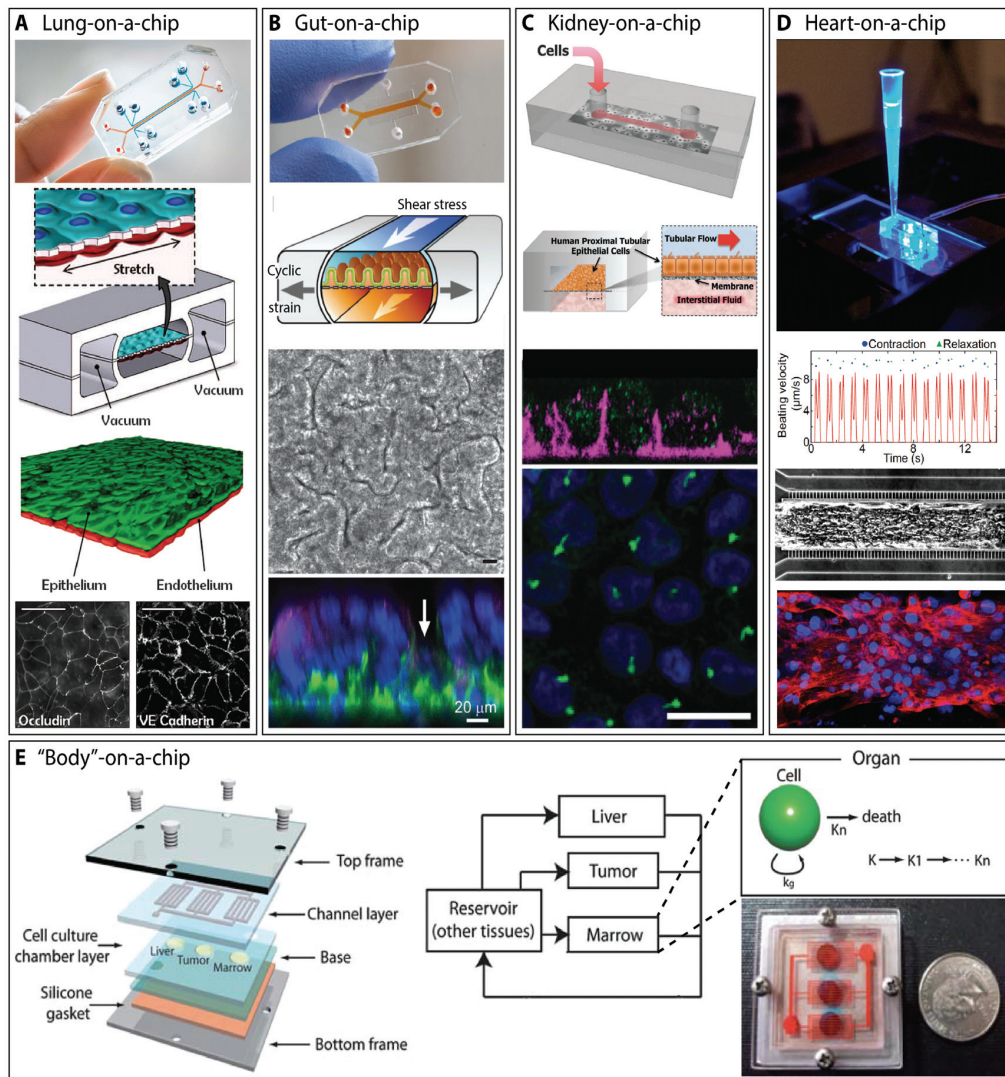 A Lung-on-a-chip
Stretch
Vacuum
Vacuum
Epithelium
Endothelium
Occludin
VE Cadherin
B Gut-on-a-chip
Shear stress
Cyclic
strain
20 µm
C Kidney-on-a-chip
Cells
Human Proximal Tubular
Epithelial Cells
Tubular Flow
Membrane
Interstitial Fluid
D Heart-on-a-chip
Contraction
Relaxation
Beating velocity
(µm/s)
8
4
0
0
4
8
12
Time (s)
E "Body"-on-a-chip
Top frame
Channel layer
Cell culture
chamber layer
Liver
Tumor
Marrow
Base
Silicone
gasket
Bottom frame
Reservoir
(other tissues)
Liver
Tumor
Marrow
Organ
Cell
Kn
death
kg
K K1 ····· Kn